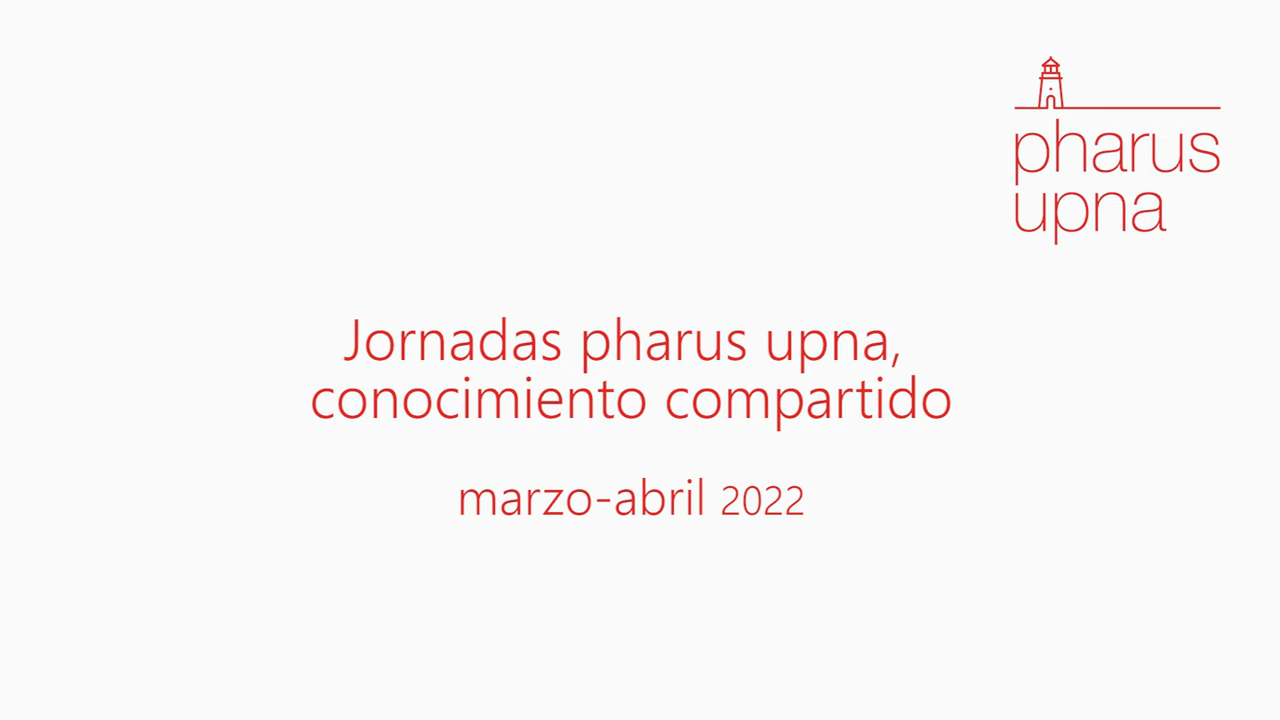 pharus
upna
Jornadas pharus upna,
conocimiento compartido
marzo-abril 2022